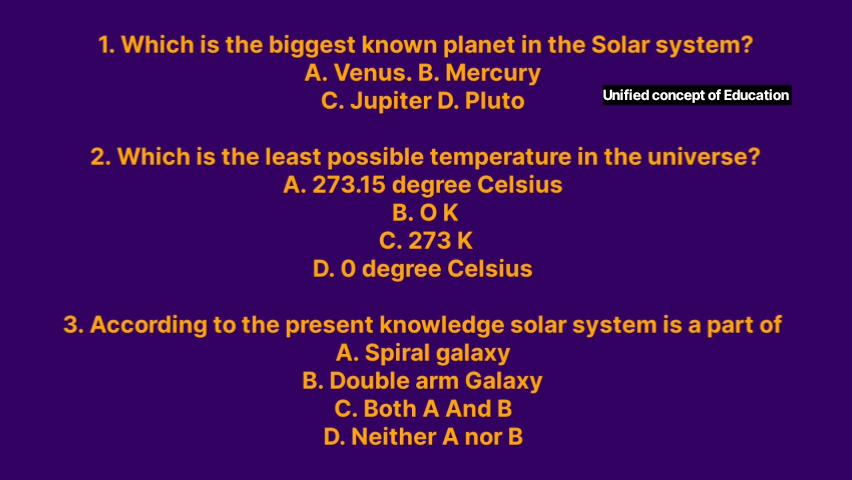 1. Which is the biggest known planet in the Solar system?
A. Venus. B. Mercury
C. Jupiter D. Pluto
Unified concept of Education
2. Which is the least possible temperature in the universe?
A. 273.15 degree Celsius
B. O K
C. 273 K
D. 0 degree Celsius
3. According to the present knowledge solar system is a part of
A. Spiral galaxy
B. Double arm Galaxy
C. Both A And B
D. Neither A nor B